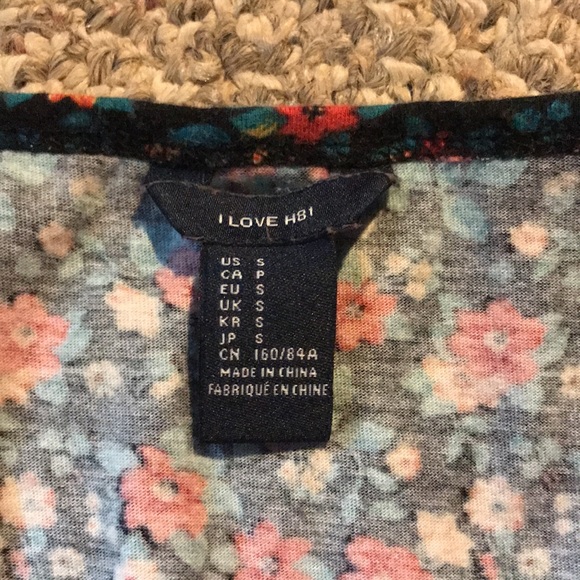 I LOVE H81
US S
CA P
EU S
UK S
KR S
JP S
CN 160/84A
MADE IN CHINA
FABRIQUÉ EN CHINE